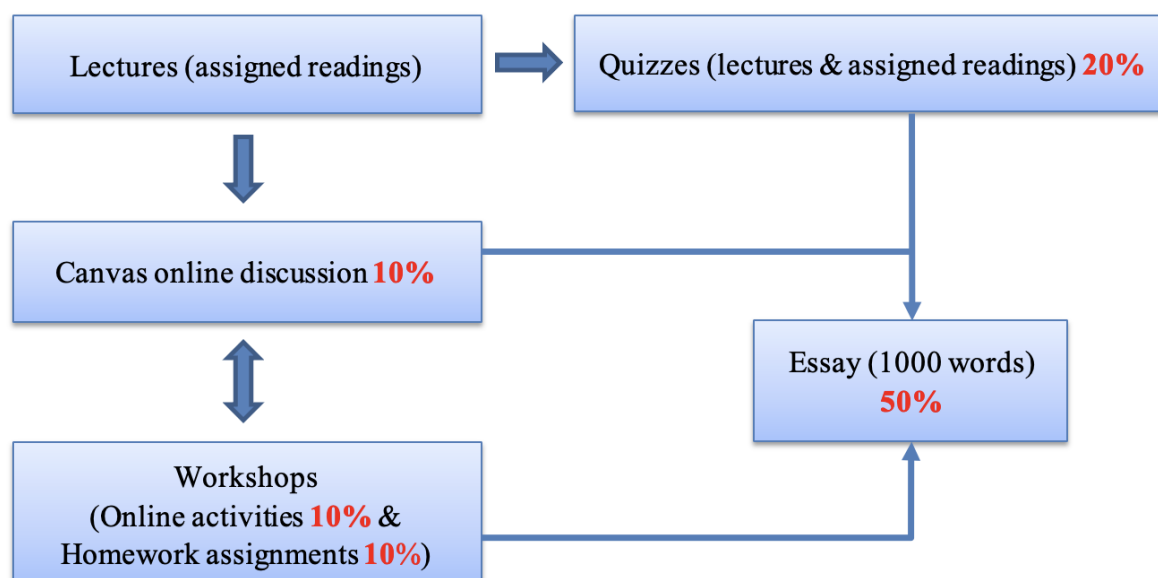 Lectures (assigned readings)
Quizzes (lectures & assigned readings) 20%
Canvas online discussion 10%
Essay (1000 words)
50%
Workshops
(Online activities 10% &
Homework assignments 10%)